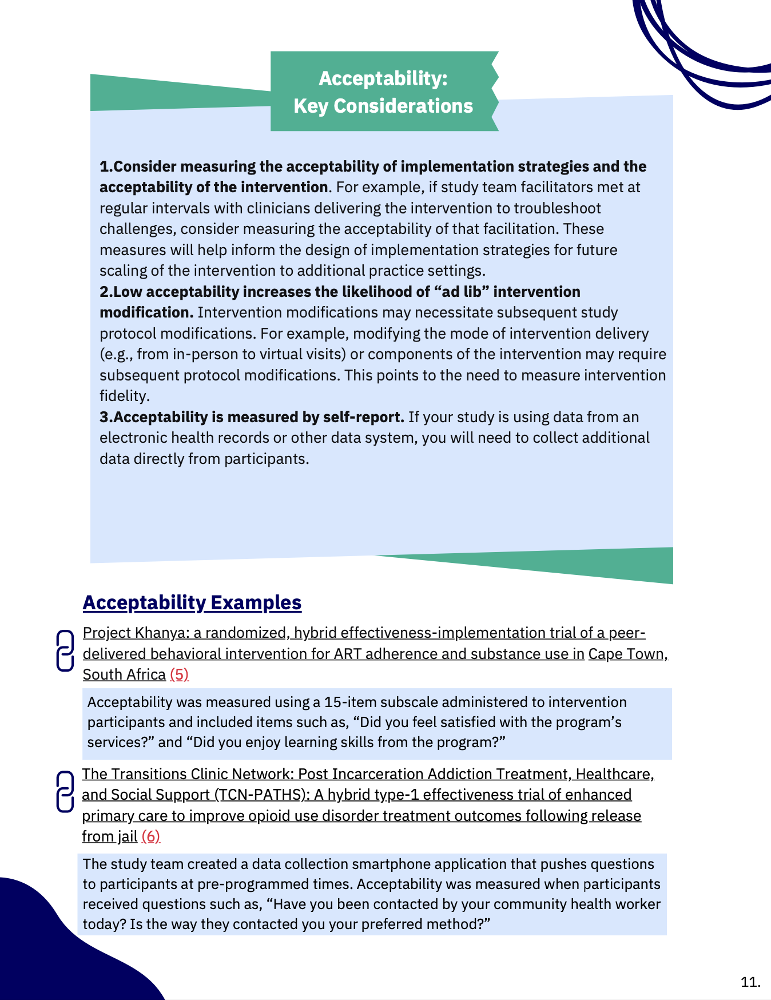 Acceptability:
Key Considerations
1.Consider measuring the acceptability of implementation strategies and the
acceptability of the intervention. For example, if study team facilitators met at
regular intervals with clinicians delivering the intervention to troubleshoot
challenges, consider measuring the acceptability of that facilitation. These
measures will help inform the design of implementation strategies for future
scaling of the intervention to additional practice settings.
2.Low acceptability increases the likelihood of “ad lib” intervention
modification. Intervention modifications may necessitate subsequent study
protocol modifications. For example, modifying the mode of intervention delivery
(e.g., from in-person to virtual visits) or components of the intervention may require
subsequent protocol modifications. This points to the need to measure intervention
fidelity.
3.Acceptability is measured by self-report. If your study is using data from an
electronic health records or other data system, you will need to collect additional
data directly from participants.
Acceptability Examples
Project Khanya: a randomized, hybrid effectiveness-implementation trial of a peer-
delivered behavioral intervention for ART adherence and substance use in Cape Town,
South Africa (5)
Acceptability was measured using a 15-item subscale administered to intervention
participants and included items such as, “Did you feel satisfied with the program’s
services?” and “Did you enjoy learning skills from the program?”
The Transitions Clinic Network: Post Incarceration Addiction Treatment, Healthcare,
and Social Support (TCN-PATHS): A hybrid type-1 effectiveness trial of enhanced
primary care to improve opioid use disorder treatment outcomes following release
from jail (6)
The study team created a data collection smartphone application that pushes questions
to participants at pre-programmed times. Acceptability was measured when participants
received questions such as, “Have you been contacted by your community health worker
today? Is the way they contacted you your preferred method?”
11.